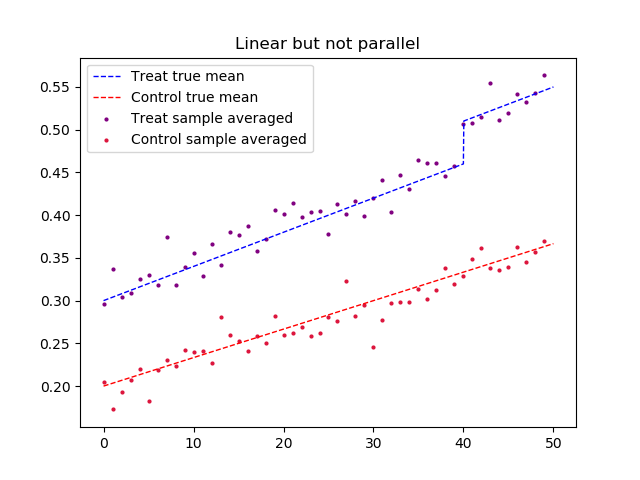 Linear but not parallel
Treat true mean
Control true mean
Treat sample averaged
Control sample averaged
0.55
0.50
0.45
0.40
0.35
0.30
0.25
0.20
0 10 20 30 40 50